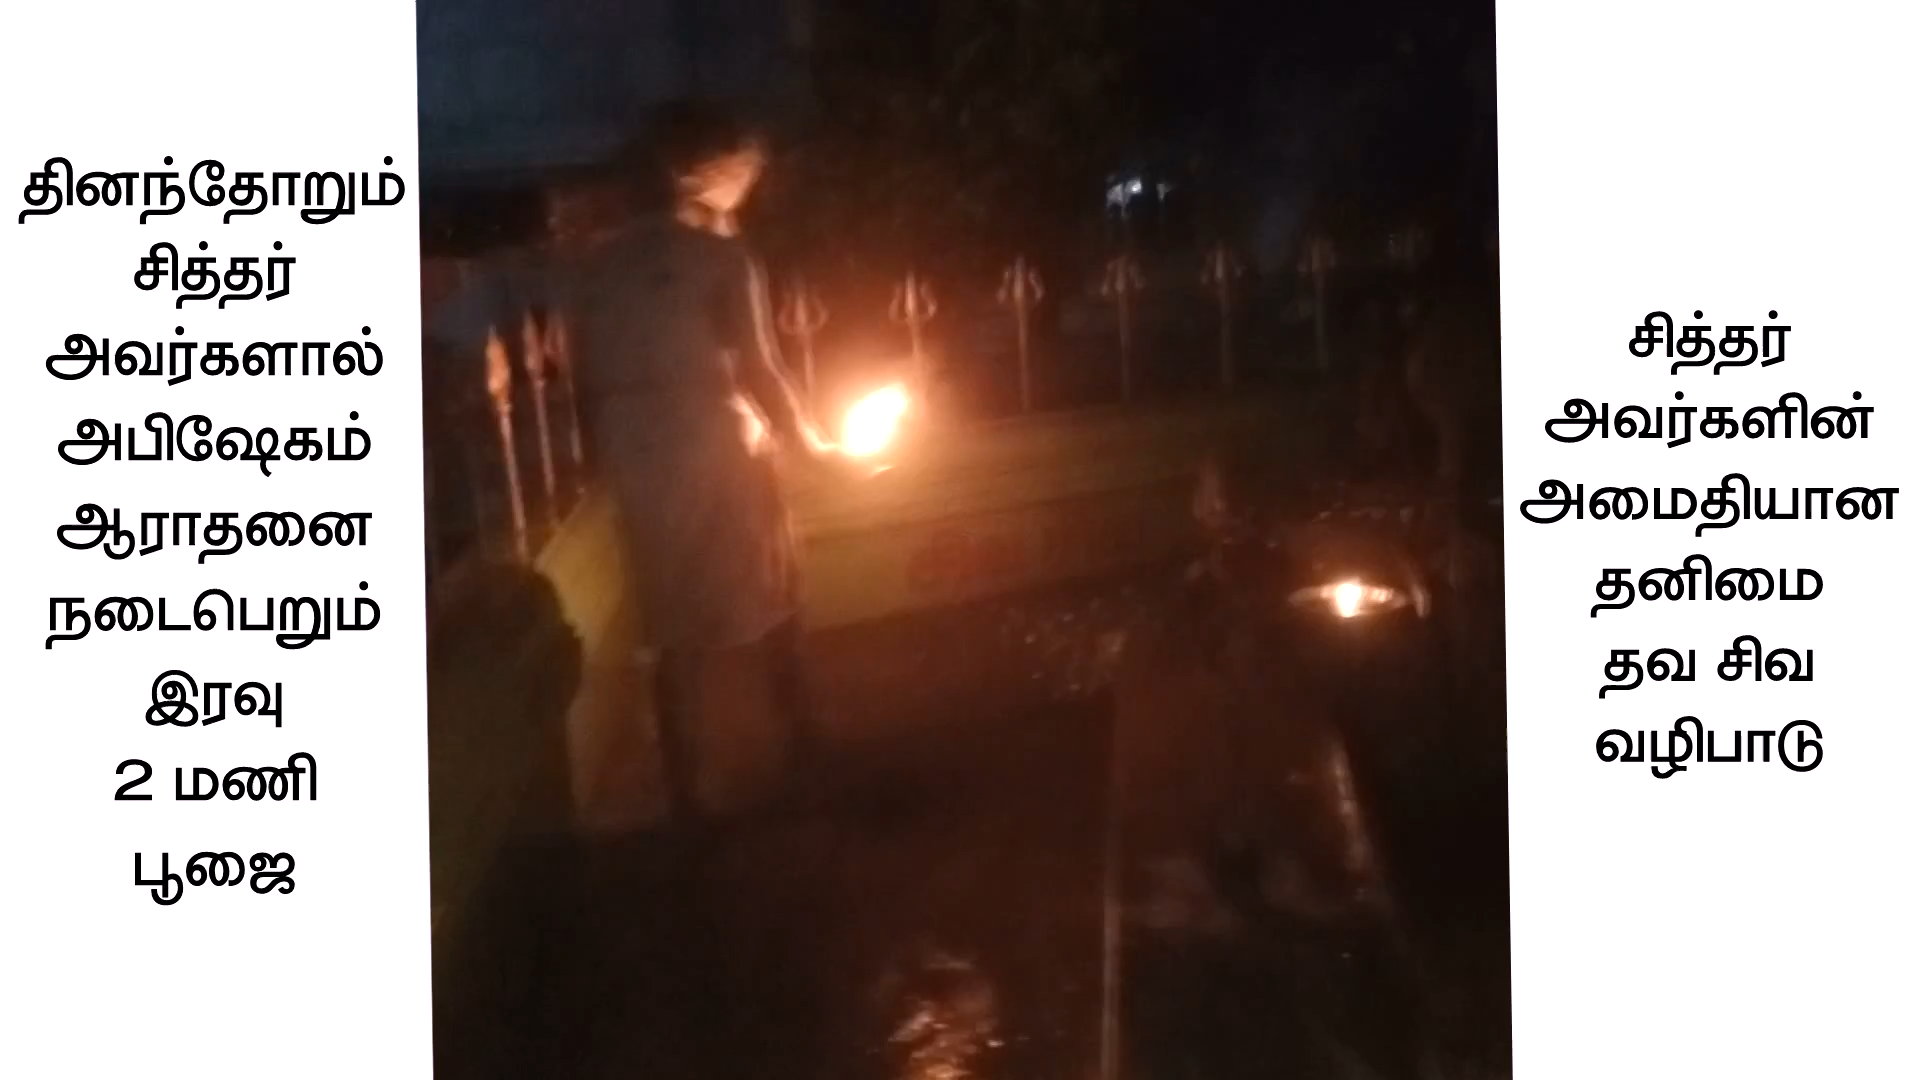 தினந்தோறும்
சித்தர்
அவர்களால்
அபிஷேகம்
ஆராதனை
நடைபெறும்
இரவு
2 மணி
பூஜை
சித்தர்
அவர்களின்
அமைதியான
தனிமை
தவ சிவ
வழிபாடு